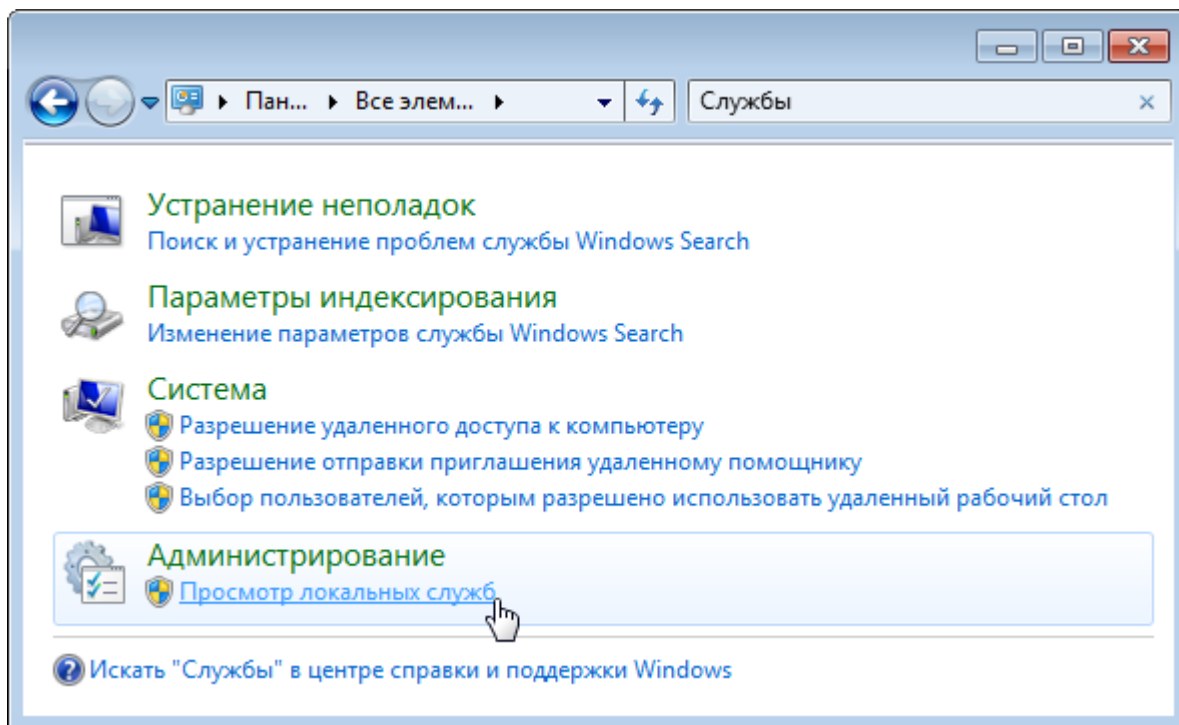 Пан... Все элем... Службы
Устранение неполадок
Поиск и устранение проблем службы Windows Search
Параметры индексирования
Изменение параметров службы Windows Search
Система
Разрешение удаленного доступа к компьютеру
Разрешение отправки приглашения удаленному помощнику
Выбор пользователей, которым разрешено использовать удаленный рабочий стол
Администрирование
Просмотр локальных служб
Искать "Службы" в центре справки и поддержки Windows